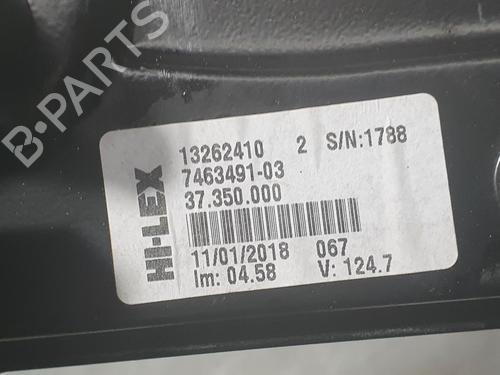 B-PARTS
HI-LEX
13262410 2 S/N:1788
7463491-03
37.350.000
11/01/2018 067
Im: 04.58 V: 124.7